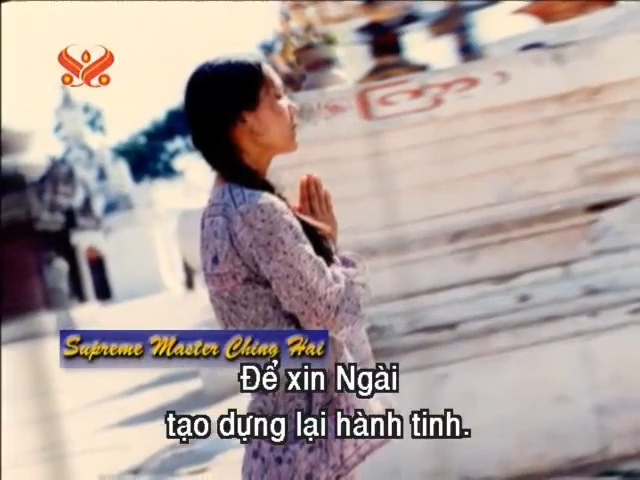 Supreme Master Ching Hai
Để xin Ngài
tạo dựng lại hành tinh.